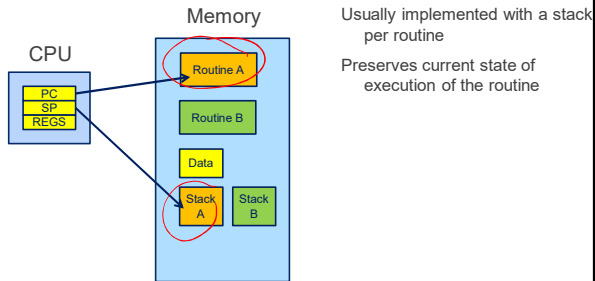 Memory
CPU
PC
SP
REGS
Routine A
Routine B
Data
Stack
A
Stack
B
Usually implemented with a stack
per routine
Preserves current state of
execution of the routine